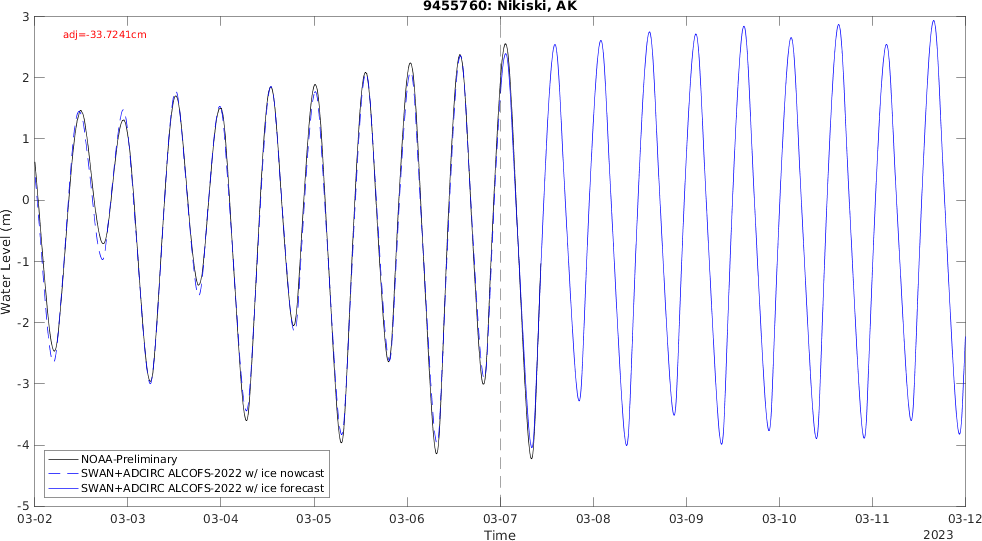 9455760: Nikiski, AK
adj=-33.7241cm
Water Level (m)
3
2
1
0
-1
-2
-3
-4
-5
NOAA-Preliminary
SWAN+ADCIRC ALCOFS-2022 w/ ice nowcast
SWAN+ADCIRC ALCOFS-2022 w/ ice forecast
03-02 03-03 03-04 03-05 03-06 03-07 03-08 03-09 03-10 03-11 03-12
Time
2023